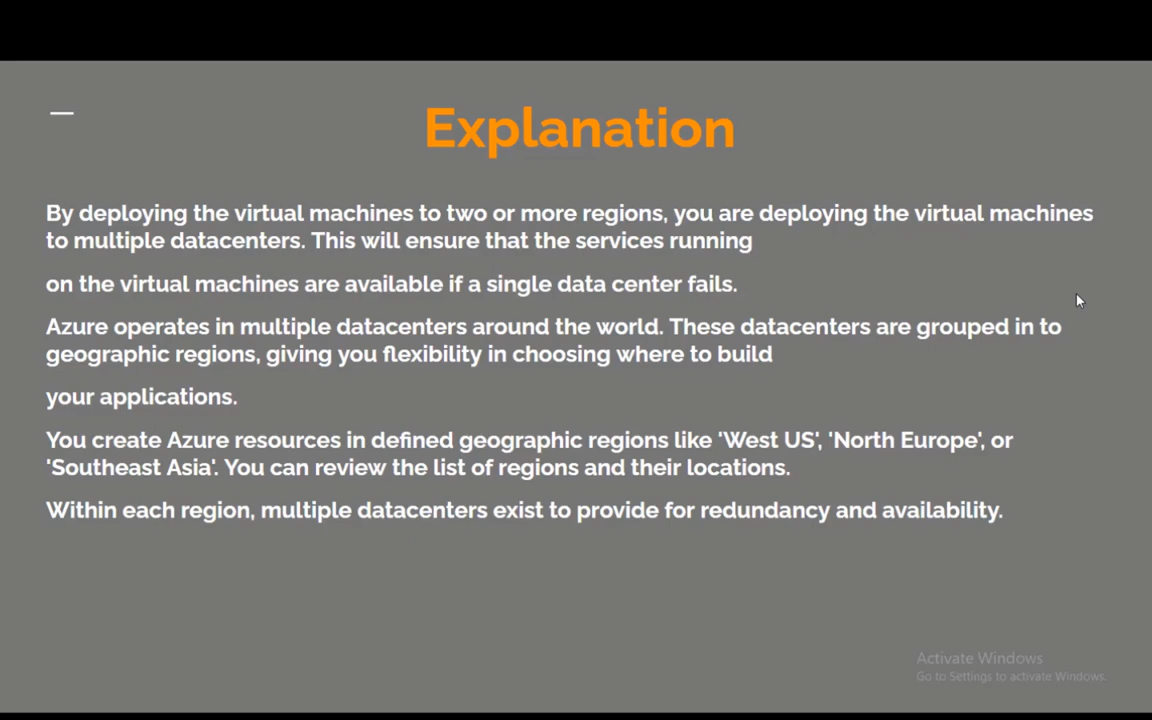 Explanation
By deploying the virtual machines to two or more regions, you are deploying the virtual machines
to multiple datacenters. This will ensure that the services running
on the virtual machines are available if a single data center fails.
Azure operates in multiple datacenters around the world. These datacenters are grouped in to
geographic regions, giving you flexibility in choosing where to build
your applications.
You create Azure resources in defined geographic regions like 'West US', 'North Europe', or
'Southeast Asia'. You can review the list of regions and their locations.
Within each region, multiple datacenters exist to provide for redundancy and availability.
Activate Windows
Go to Settings to activate Windows.